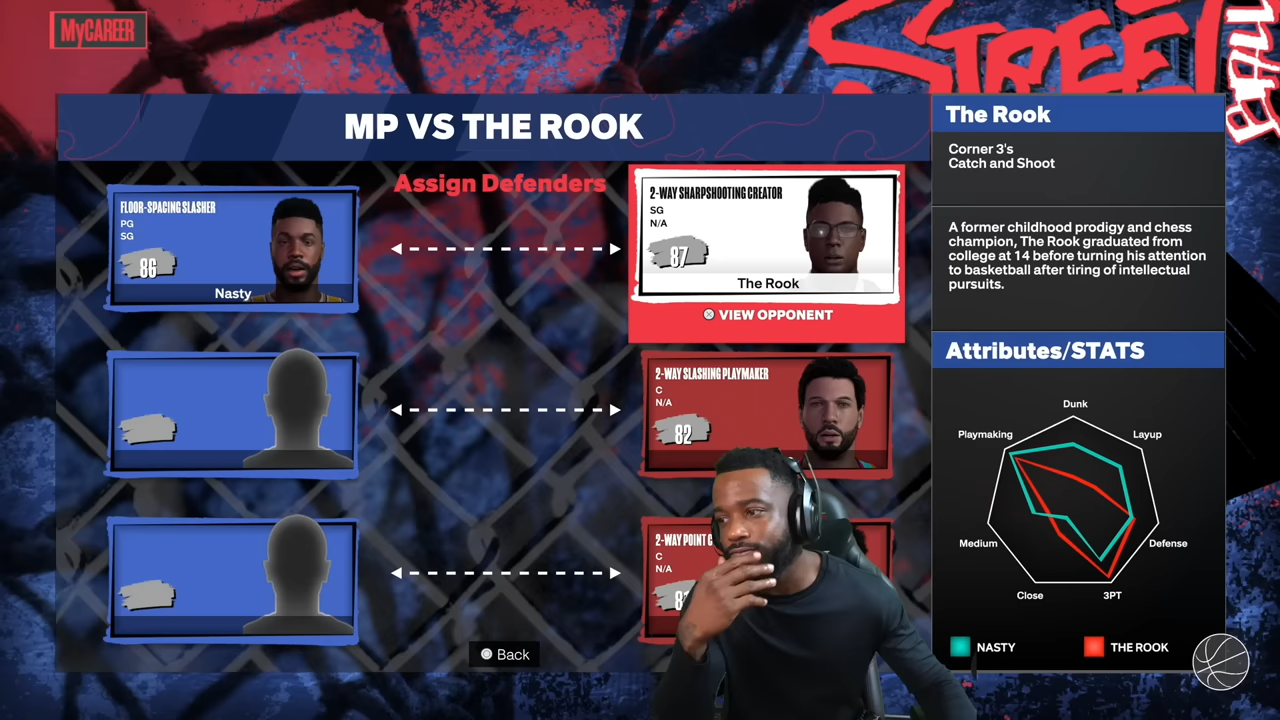 MyCAREER
STREET
MP VS THE ROOK
Assign Defenders
FLOOR-SPACING SLASHER
PG
SG
86
Nasty
2-WAY SHARPSHOOTING CREATOR
SG
N/A
87
The Rook
VIEW OPPONENT
2-WAY SLASHING PLAYMAKER
C
N/A
82
2-WAY POINT
C
N/A
Back
The Rook
Corner 3's
Catch and Shoot
A former childhood prodigy and chess
champion, The Rook graduated from
college at 14 before turning his attention
to basketball after tiring of intellectual
pursuits.
Attributes/STATS
Dunk
Playmaking
Layup
Medium
Defense
Close
3PT
NASTY
THE ROOK